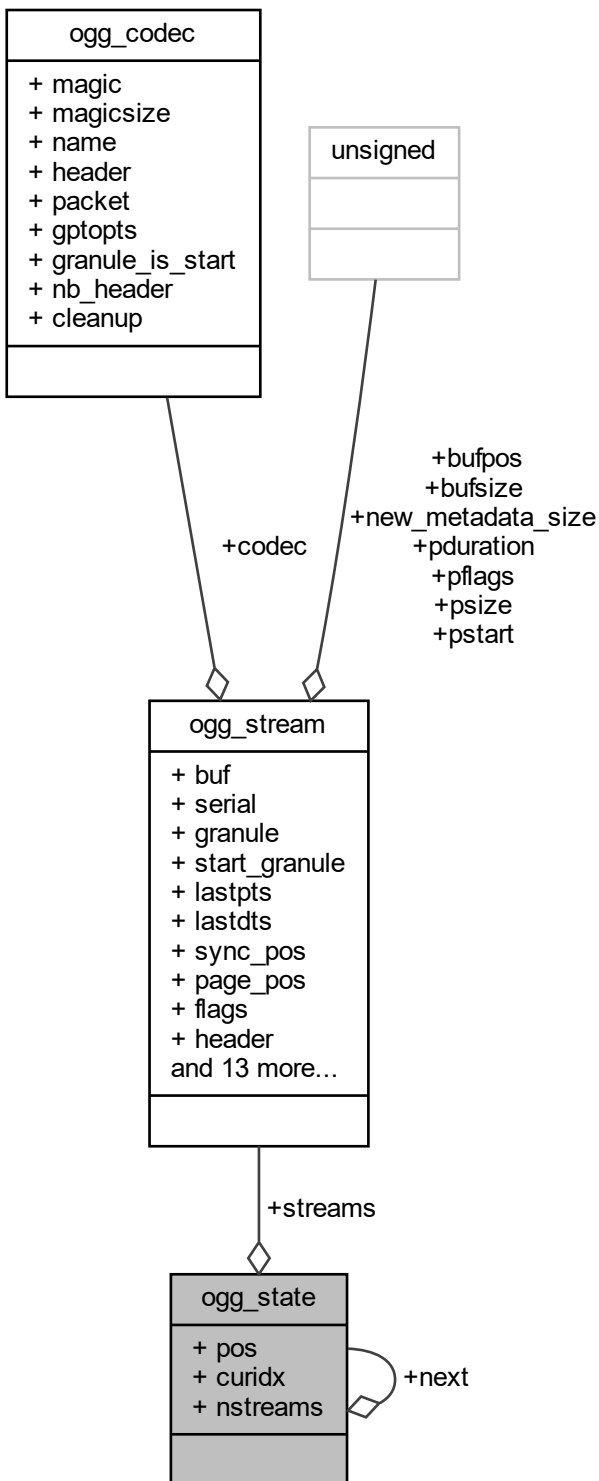 ogg_codec
+ magic
+ magicsize
+ name
+ header
+ packet
+ gptopts
+ granule_is_start
+ nb_header
+ cleanup
unsigned
+codec
+bufpos
+bufsize
+new_metadata_size
+pduration
+pflags
+psize
+pstart
ogg_stream
+ buf
+ serial
+ granule
+ start_granule
+ lastpts
+ lastdts
+ sync_pos
+ page_pos
+ flags
+ header
and 13 more...
+streams
ogg_state
+ pos
+ curidx
+ nstreams
+next